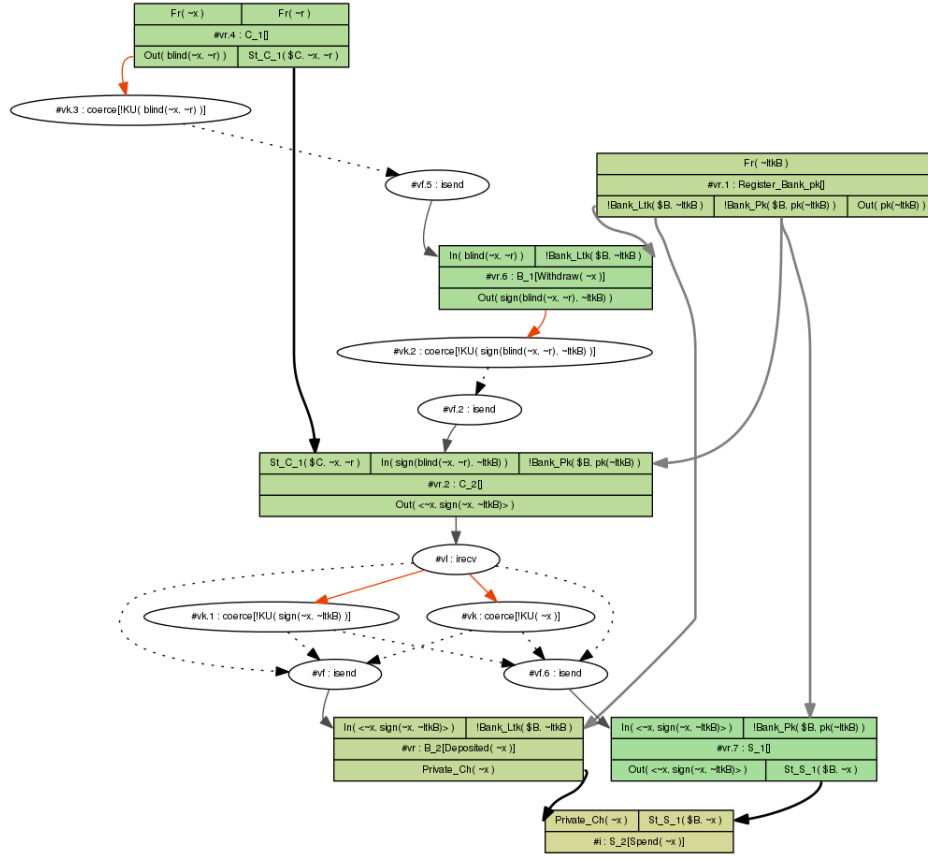 Fr( ~x ) Fr( ~r )
#vr.4 : C_1[]
Out( blind(~x. ~r) ) St_C_1( $C. ~x. ~r )
#vk.3 : coerce[!KU( blind(~x. ~r) )]
Fr( ~ltkB )
#vf.5 : isend
#vr.1 : Register_Bank_pk[]
!Bank_Ltk( $B. ~ltkB ) !Bank_Pk( $B. pk(~ltkB) ) Out( pk(~ltkB) )
In( blind(~x. ~r) ) !Bank_Ltk( $B. ~ltkB )
#vr.6 : B_1[Withdraw( ~x )]
Out( sign(blind(~x. ~r). ~ltkB) )
#vk.2 : coerce[!KU( sign(blind(~x. ~r). ~ltkB) )]
#vf.2 : isend
St_C_1( $C. ~x. ~r ) In( sign(blind(~x. ~r). ~ltkB) ) !Bank_Pk( $B. pk(~ltkB) )
#vr.2 : C_2[]
Out( <~x. sign(~x. ~ltkB)> )
#vl : irecv
#vk.1 : coerce[!KU( sign(~x. ~ltkB) )] #vk : coerce[!KU( ~x )]
#vf : isend #vf.6 : isend
In( <~x. sign(~x. ~ltkB)> ) !Bank_Ltk( $B. ~ltkB ) In( <~x. sign(~x. ~ltkB)> ) !Bank_Pk( $B. pk(~ltkB) )
#vr : B_2[Deposited( ~x )] #vr.7 : S_1[]
Private_Ch( ~x ) Out( <~x. sign(~x. ~ltkB)> ) St_S_1( $B. ~x )
Private_Ch( ~x ) St_S_1( $B. ~x )
#i : S_2[Spend( ~x )]